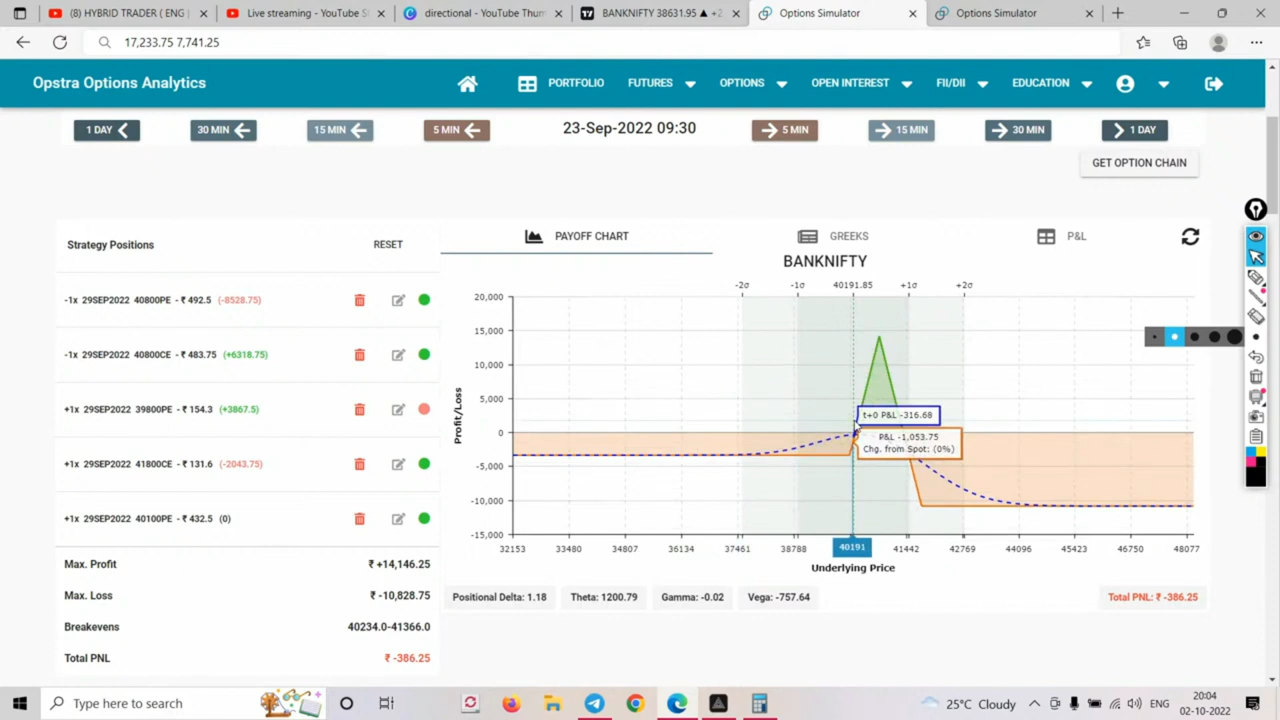 (8) HYBRID TRADER ( ENG )
Live streaming - YouTube S
directional - YouTube Thum
BANKNIFTY 38631.95 ▲ +2
Options Simulator
Options Simulator
17,233.75 7,741.25
Opstra Options Analytics
PORTFOLIO
FUTURES
OPTIONS
OPEN INTEREST
FII/DII
EDUCATION
1 DAY
30 MIN
15 MIN
5 MIN
23-Sep-2022 09:30
5 MIN
15 MIN
30 MIN
1 DAY
GET OPTION CHAIN
Strategy Positions
RESET
-1x 29SEP2022 40800PE - ₹ 492.5 (-8528.75)
-1x 29SEP2022 40800CE - ₹ 483.75 (+6318.75)
+1x 29SEP2022 39800PE - ₹ 154.3 (+3867.5)
+1x 29SEP2022 41800CE - ₹ 131.6 (-2043.75)
+1x 29SEP2022 40100PE - ₹ 432.5 (0)
Max. Profit ₹ +14,146.25
Max. Loss ₹ -10,828.75
Breakevens 40234.0-41366.0
Total PNL ₹ -386.25
PAYOFF CHART
GREEKS
P&L
BANKNIFTY
-2σ -1σ 40191.85 +1σ +2σ
20,000
15,000
10,000
5,000
0
-5,000
-10,000
-15,000
Profit/Loss
t+0 P&L -316.68
P&L -1,053.75
Chg. from Spot: (0%)
32153 33480 34807 36134 37461 38788 40191 41442 42769 44096 45423 46750 48077
Underlying Price
Positional Delta: 1.18
Theta: 1200.79
Gamma: -0.02
Vega: -757.64
Total PNL: ₹ -386.25
Type here to search
25°C Cloudy
ENG
20:04
02-10-2022